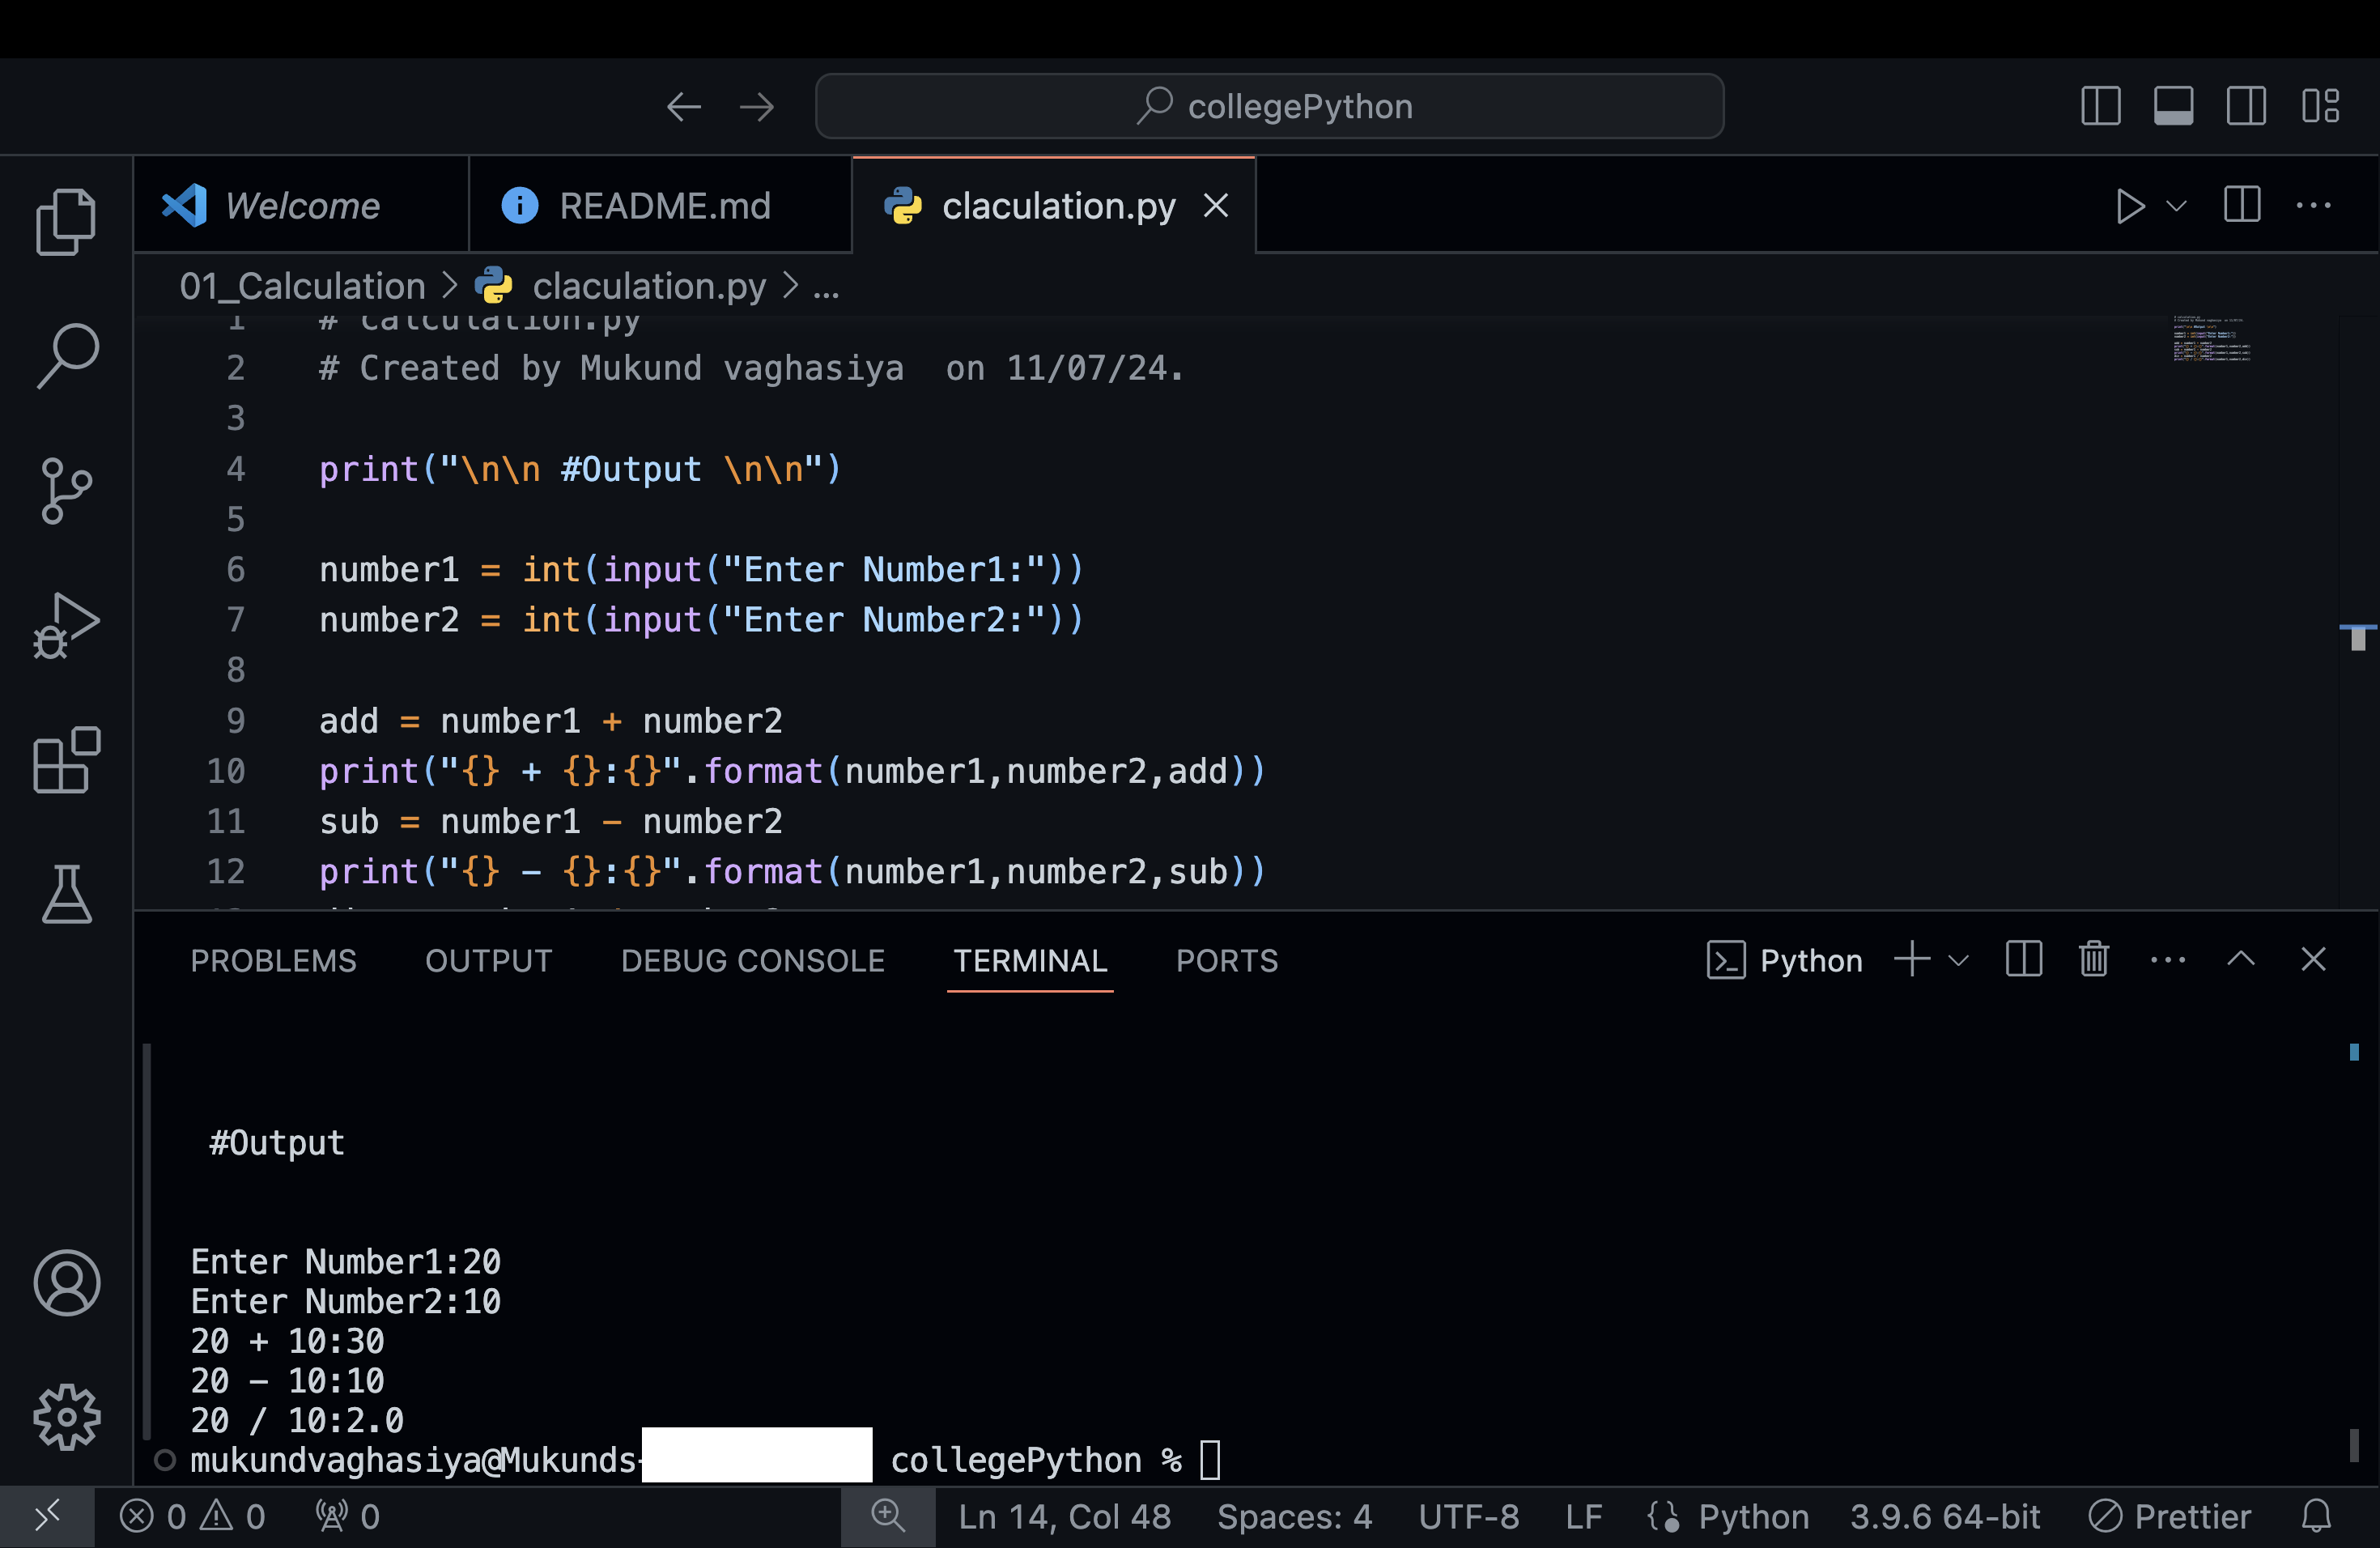 collegePython
Welcome
README.md
claculation.py
01_Calculation > claculation.py > ...
1 # calculation.py
2 # Created by Mukund vaghasiya  on 11/07/24.
3
4 print("\n\n #Output \n\n")
5
6 number1 = int(input("Enter Number1:"))
7 number2 = int(input("Enter Number2:"))
8
9 add = number1 + number2
10 print("{} + {}:{}".format(number1,number2,add))
11 sub = number1 - number2
12 print("{} - {}:{}".format(number1,number2,sub))
PROBLEMS OUTPUT DEBUG CONSOLE TERMINAL PORTS Python
#Output
Enter Number1:20
Enter Number2:10
20 + 10:30
20 - 10:10
20 / 10:2.0
mukundvaghasiya@Mukunds- collegePython %
0 0 0 Ln 14, Col 48 Spaces: 4 UTF-8 LF Python 3.9.6 64-bit Prettier